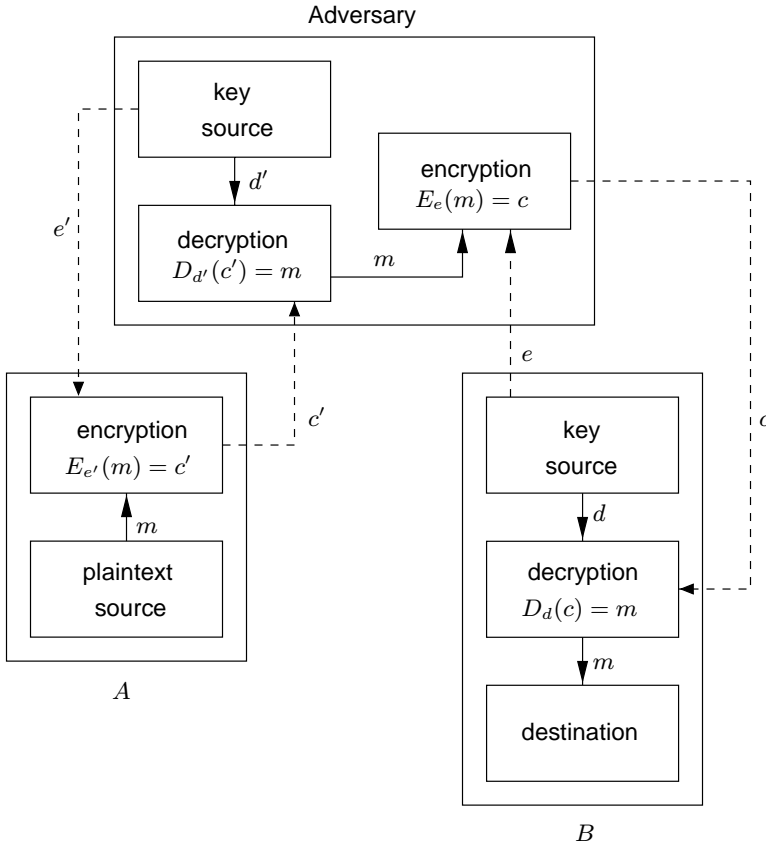 Adversary
key
source
d′
decryption
D_{d′}(c′) = m
m
encryption
E_e(m) = c
e′
c′
e
c
encryption
E_{e′}(m) = c′
m
plaintext
source
A
key
source
d
decryption
D_d(c) = m
m
destination
B